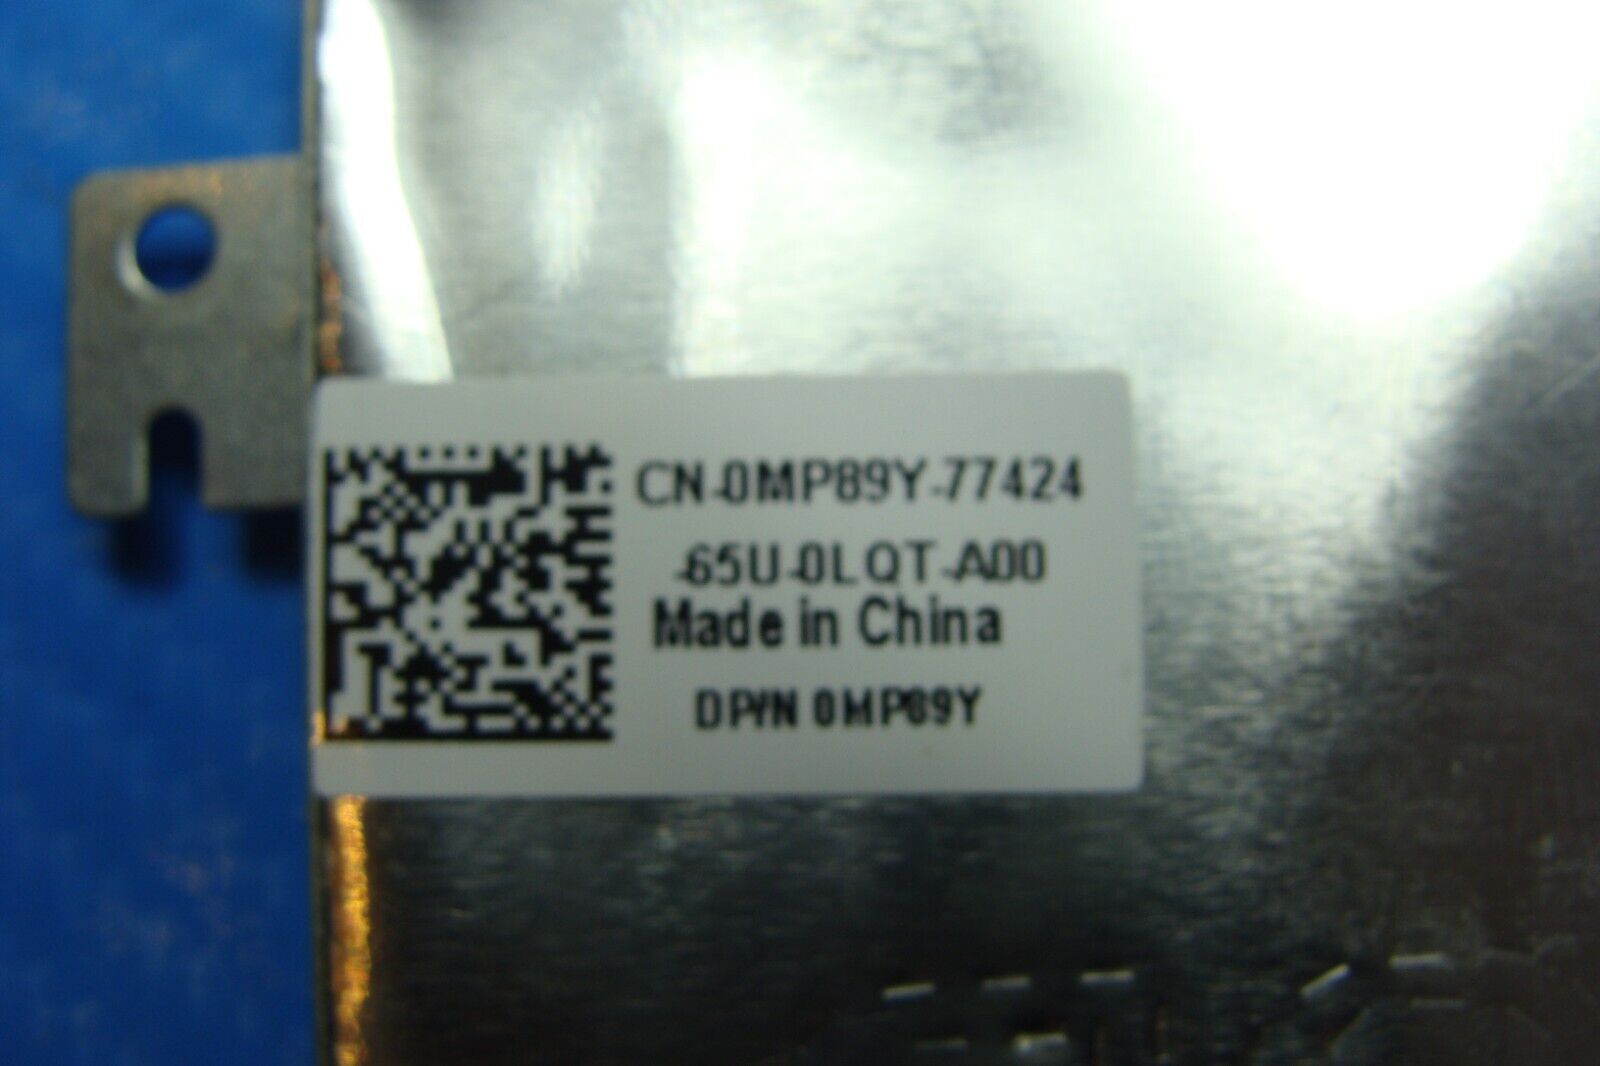 CN-0MP89Y-77424
-65U-0LQT-A00
Made in China
DP/N 0MP89Y